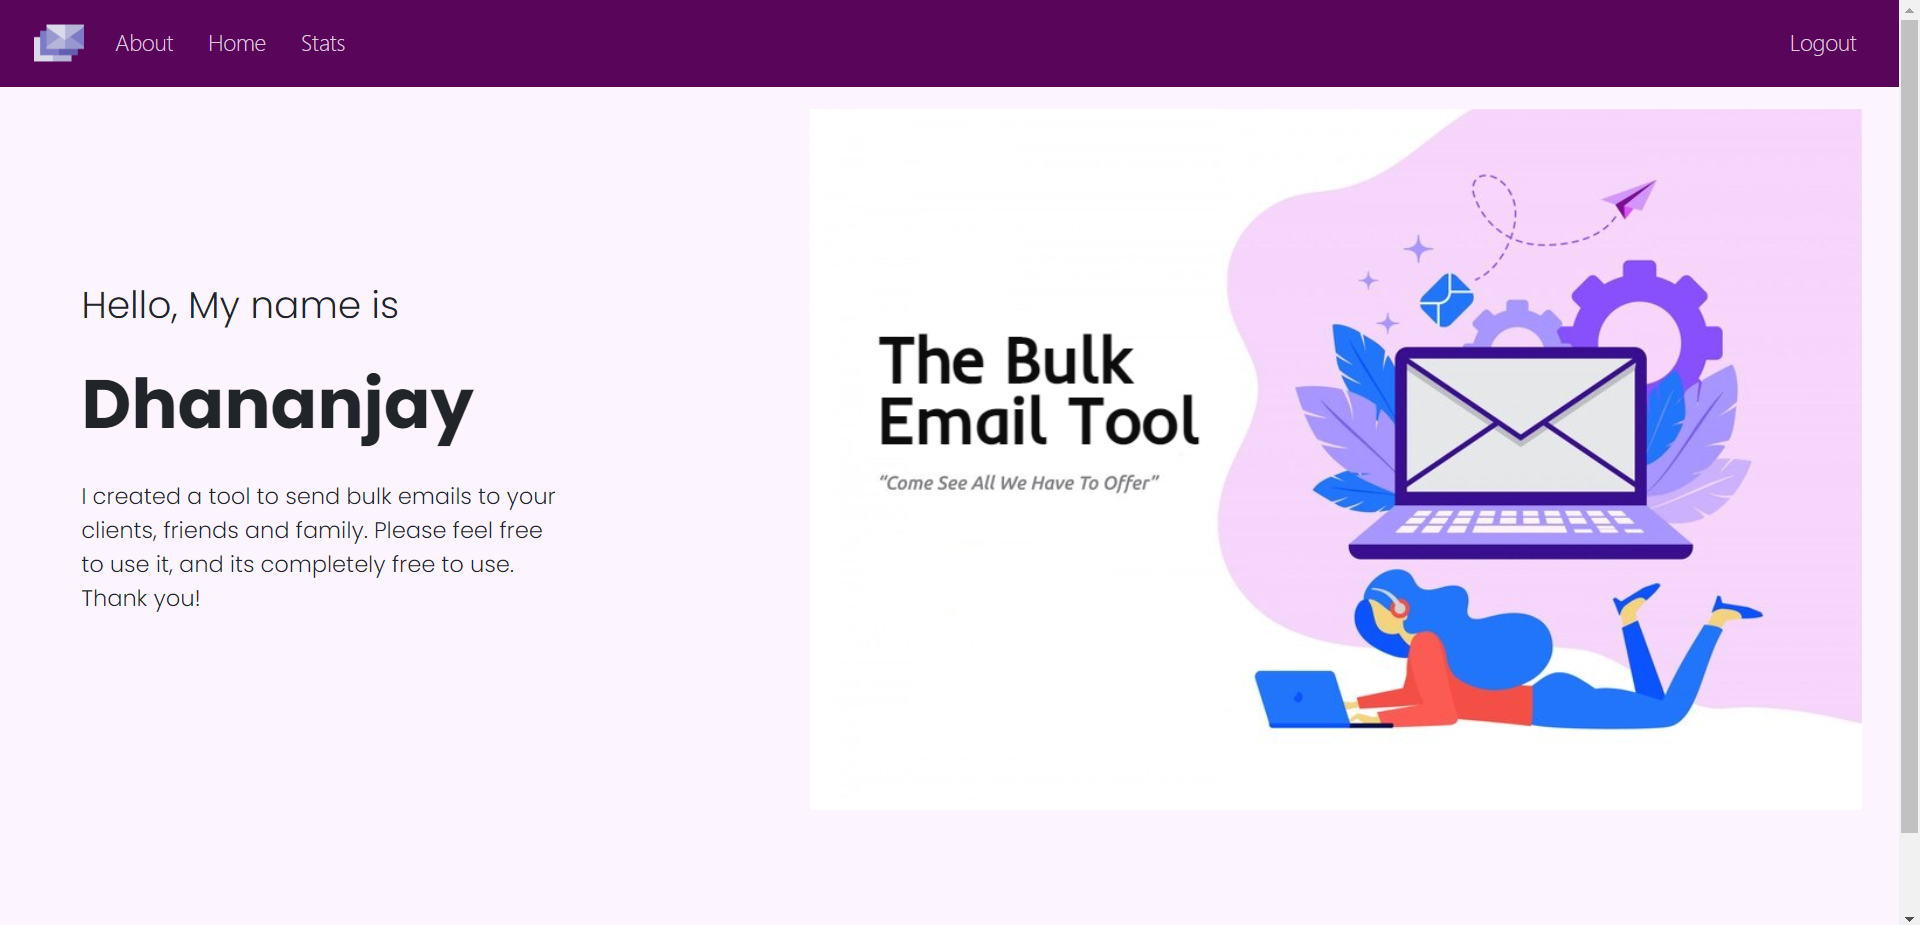 About Home Stats Logout
Hello, My name is
Dhananjay
I created a tool to send bulk emails to your
clients, friends and family. Please feel free
to use it, and its completely free to use.
Thank you!
The Bulk
Email Tool
“Come See All We Have To Offer”